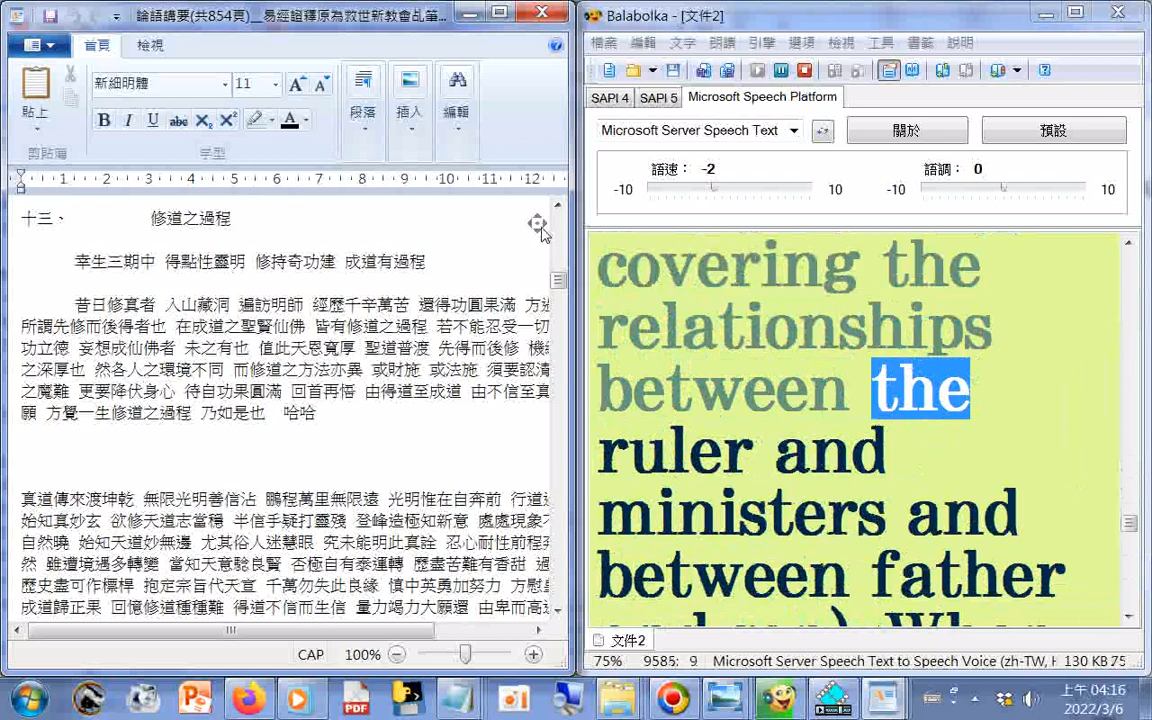 論語講要(共854頁)__易經證釋原為救世新教會乩筆...
首頁 檢視
貼上
剪貼簿
新細明體 11
B I U abc X₂ X² A
字型
段落
插入
編輯
1 2 3 4 5 6 7 8 9 10 11 12
十三、 修道之過程
幸生三期中 得點性靈明 修持奇功建 成道有過程
昔日修真者 入山藏洞 遍訪明師 經歷千辛萬苦 還得功圓果滿 方
所謂先修而後得者也 在成道之聖賢仙佛 皆有修道之過程 若不能忍受一切
功立德 妄想成仙佛者 未之有也 值此天恩寬厚 聖道普渡 先得而後修 機
之深厚也 然各人之環境不同 而修道之方法亦異 或財施 或法施 須要認清
之魔難 更要降伏身心 待自功果圓滿 回首再悟 由得道至成道 由不信至真
願 方覺一生修道之過程 乃如是也 哈哈
真道傳來渡坤乾 無限光明善信沾 鵬程萬里無限遠 光明惟在自奔前 行道
始知真妙玄 欲修天道志當穩 半信乎疑打靈殘 登峰造極知新意 處處現象
自然曉 始知天道妙無邊 尤其俗人迷慧眼 究未能明此真詮 忍心耐性前程
然 雖遭境遇多轉變 當知天意驗良賢 否極自有泰運轉 歷盡苦難有香甜 過
歷史盡可作標桿 抱定宗旨代天宣 千萬勿失此良緣 慎中英勇加努力 方慰
成道歸正果 回憶修道種種難 得道不信而生信 量力竭力大願還 由卑而高
CAP 100%
Balabolka - [文件2]
檔案 編輯 文字 朗讀 引擎 選項 檢視 工具 書籤 說明
SAPI 4 SAPI 5 Microsoft Speech Platform
Microsoft Server Speech Text 關於 預設
語速： -2 語調： 0
-10 10 -10 10
covering the
relationships
between the
ruler and
ministers and
between father
文件2
75% 9585: 9 Microsoft Server Speech Text to Speech Voice (zh-TW, H 130 KB 75
上午 04:16
2022/3/6